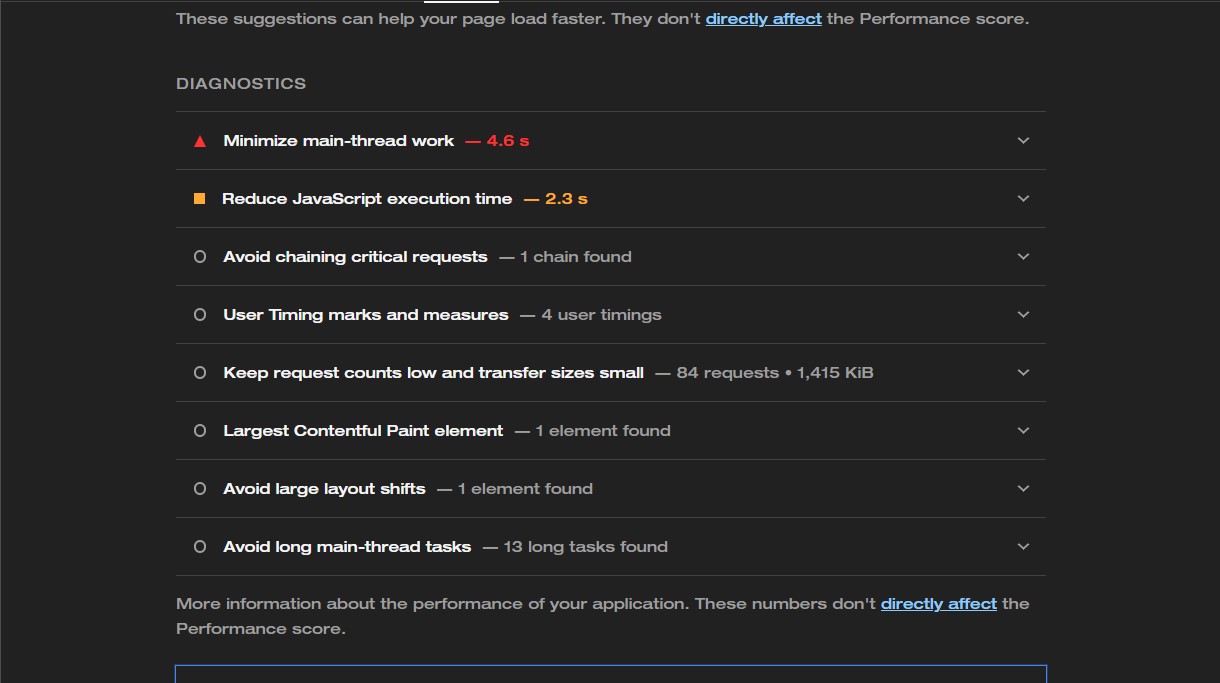 These suggestions can help your page load faster. They don't directly affect the Performance score.
DIAGNOSTICS
Minimize main-thread work — 4.6 s
Reduce JavaScript execution time — 2.3 s
Avoid chaining critical requests — 1 chain found
User Timing marks and measures — 4 user timings
Keep request counts low and transfer sizes small — 84 requests • 1,415 KiB
Largest Contentful Paint element — 1 element found
Avoid large layout shifts — 1 element found
Avoid long main-thread tasks — 13 long tasks found
More information about the performance of your application. These numbers don't directly affect the
Performance score.